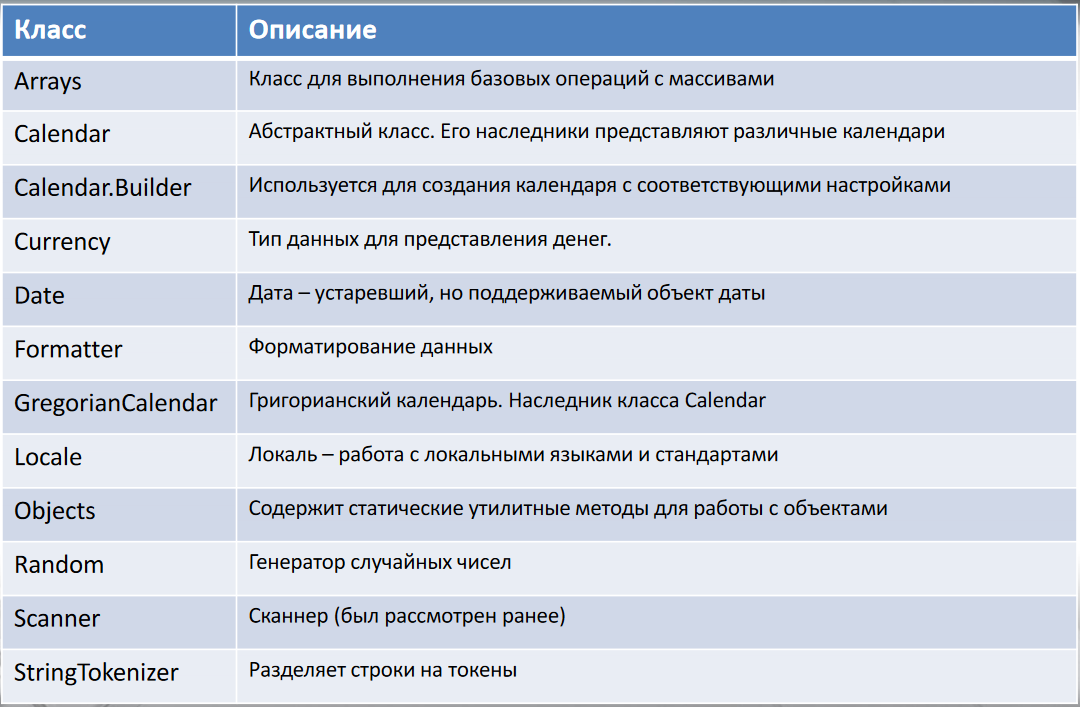 Класс Описание
Arrays Класс для выполнения базовых операций с массивами
Calendar Абстрактный класс. Его наследники представляют различные календари
Calendar.Builder Используется для создания календаря с соответствующими настройками
Currency Тип данных для представления денег.
Date Дата – устаревший, но поддерживаемый объект даты
Formatter Форматирование данных
GregorianCalendar Григорианский календарь. Наследник класса Calendar
Locale Локаль – работа с локальными языками и стандартами
Objects Содержит статические утилитные методы для работы с объектами
Random Генератор случайных чисел
Scanner Сканнер (был рассмотрен ранее)
StringTokenizer Разделяет строки на токены